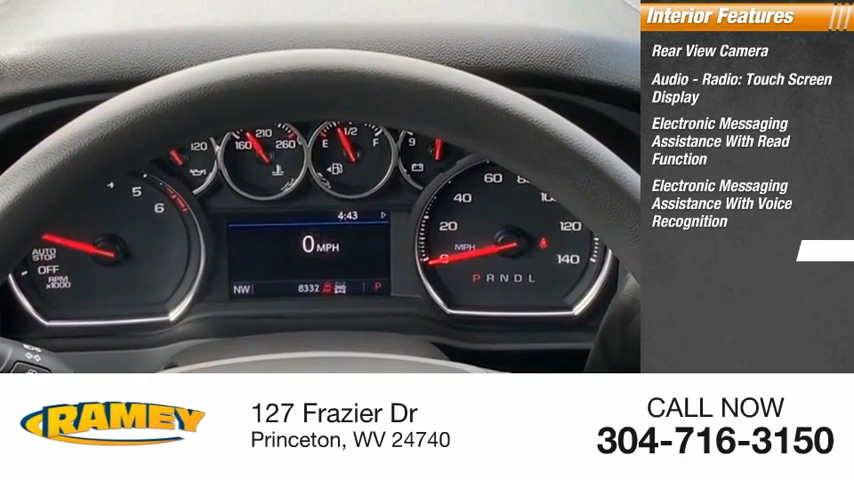 Interior Features
Rear View Camera
Audio - Radio: Touch Screen
Display
Electronic Messaging
Assistance With Read
Function
Electronic Messaging
Assistance With Voice
Recognition
120
160 210 260
E 1/2 F
9
5
6
AUTO
STOP
OFF
RPM
x1000
4:43
0 MPH
NW 8332 P
20
40
60
120
140
MPH
P R N D L
RAMEY
127 Frazier Dr
Princeton, WV 24740
CALL NOW
304-716-3150